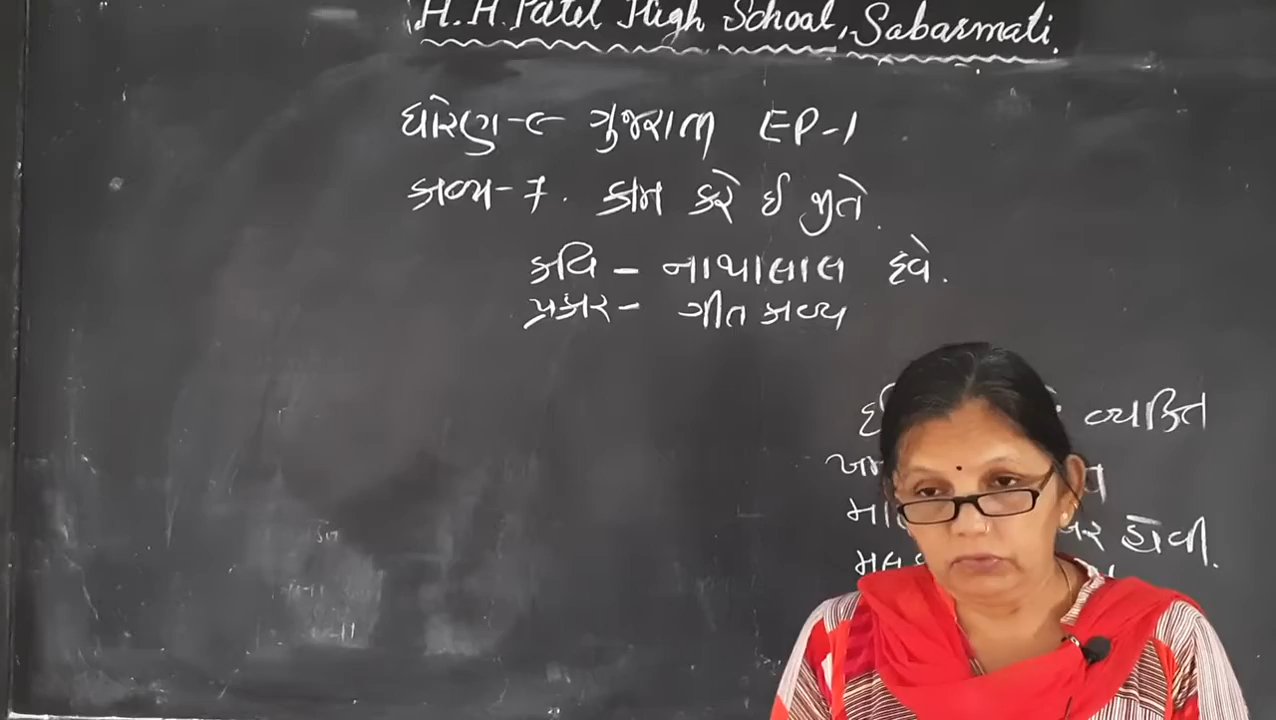 H.H.Patel High School, Sabarmati.
ધોરણ-૯ ગુજરાતી EP-1
કાવ્ય-7. કામ કરે ઈ જીતે.
કવિ - નાથાલાલ દવે.
પ્રકાર - ગીત કાવ્ય
વ્યક્તિ
હોવી.